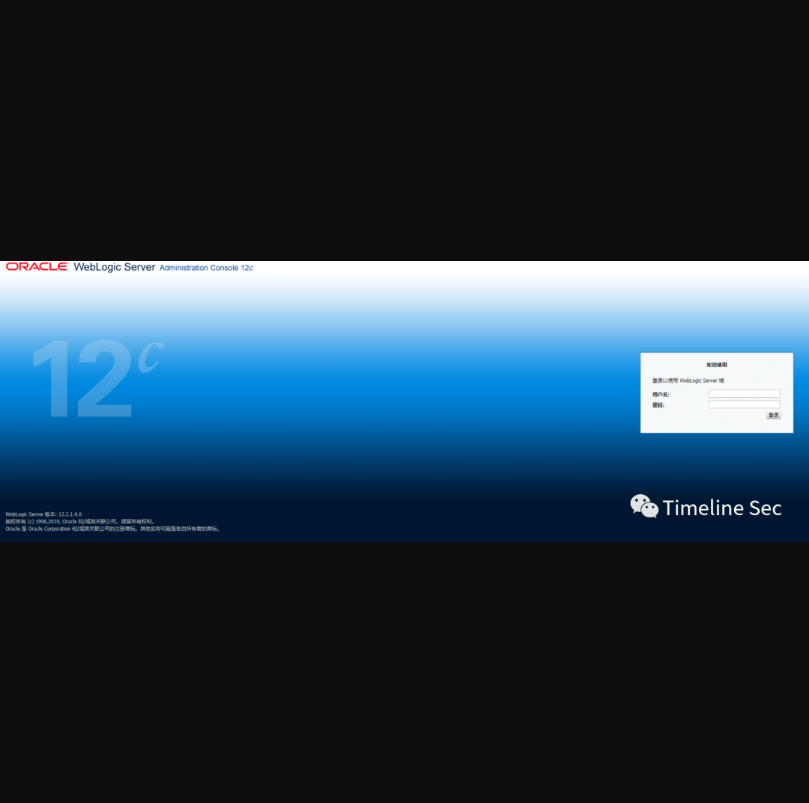 ORACLE WebLogic Server Administration Console 12c
12c
欢迎使用
登录以使用 WebLogic Server 域
用户名:
密码:
登录
WebLogic Server 版本: 12.2.1.4.0
版权所有 (c) 1996,2019, Oracle 和/或其关联公司。保留所有权利。
Oracle 是 Oracle Corporation 和/或其关联公司的注册商标。其他名称可能是各自所有者的商标。
Timeline Sec